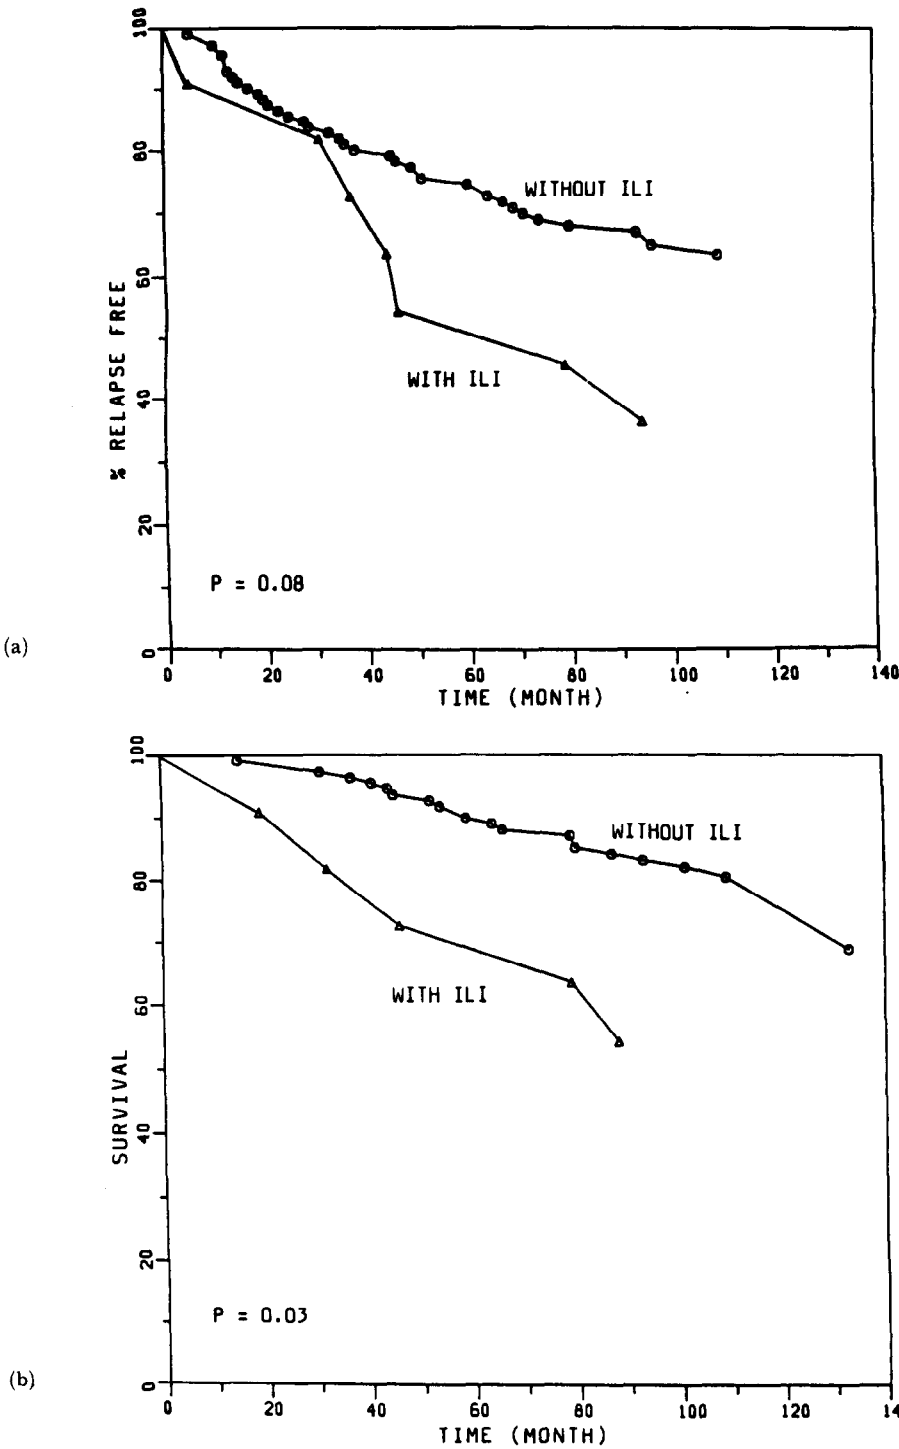 100
80
60
40
20
0
% RELAPSE FREE
WITHOUT ILI
WITH ILI
P = 0.08
(a)
0 20 40 60 80 100 120 140
TIME (MONTH)
100
80
60
40
20
0
SURVIVAL
WITHOUT ILI
WITH ILI
P = 0.03
(b)
0 20 40 60 80 100 120 14
TIME (MONTH)